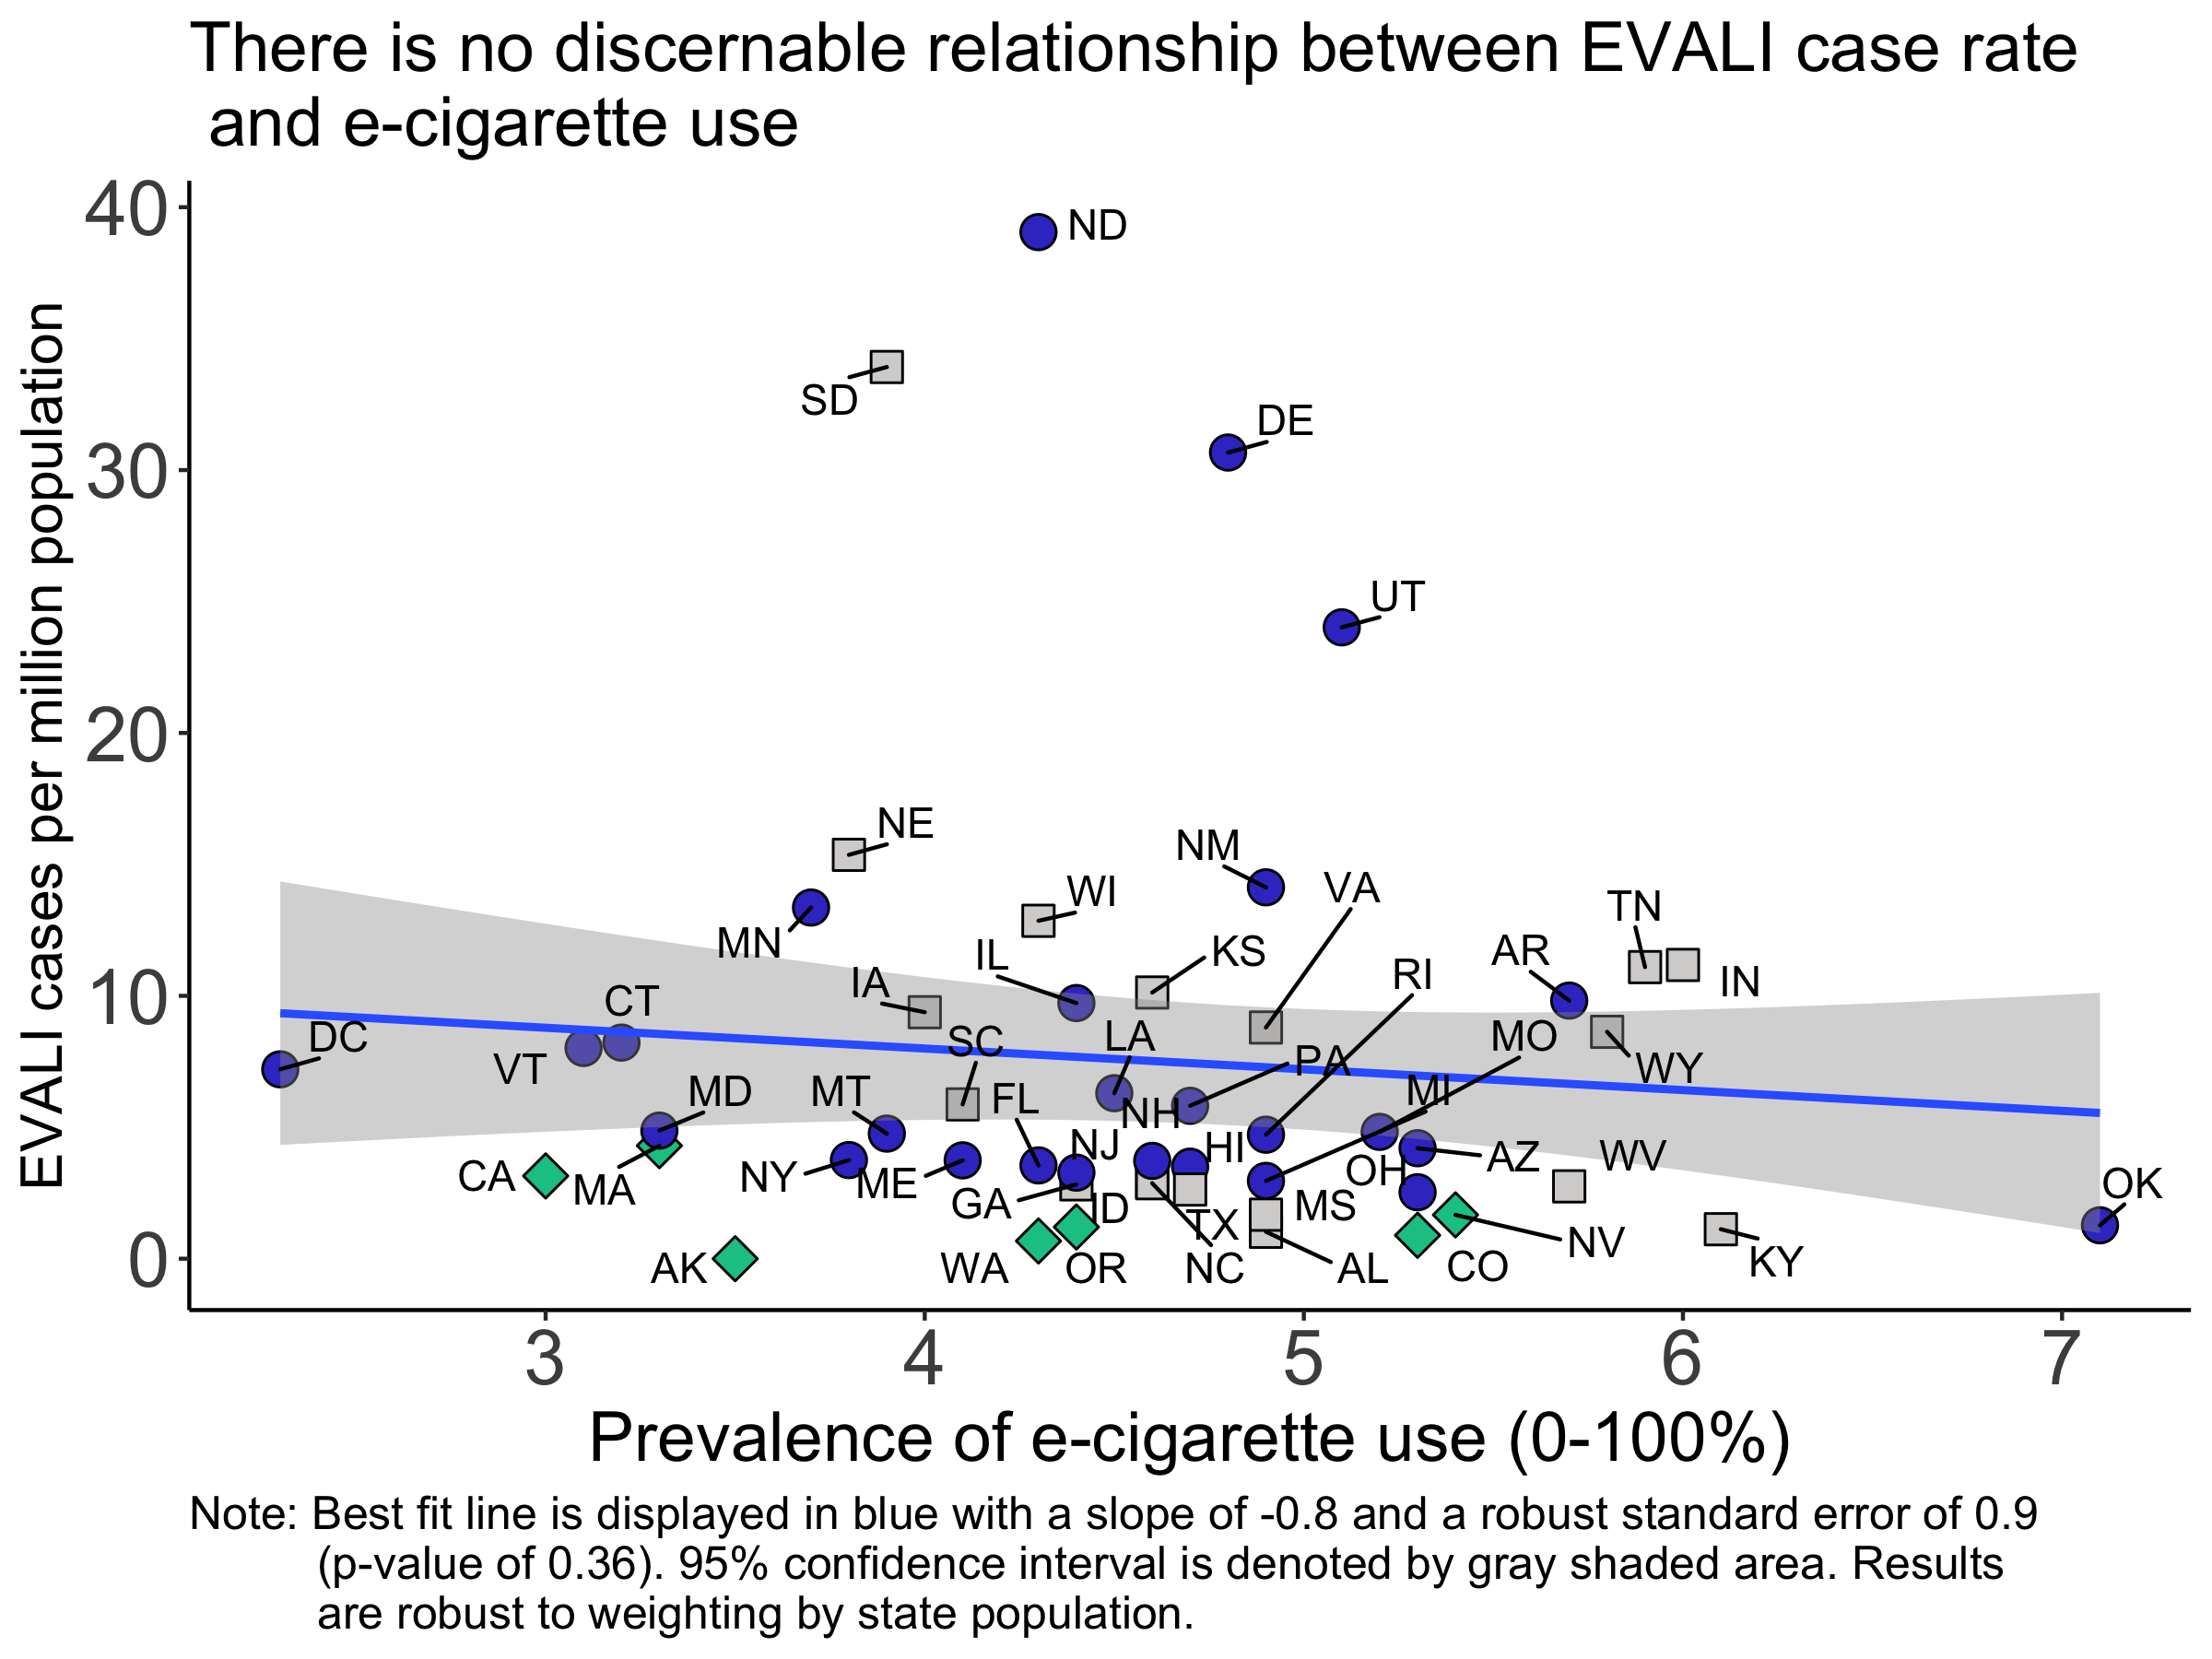 There is no discernable relationship between EVALI case rate
and e-cigarette use
EVALI cases per million population
40
30
20
10
0
ND
SD
DE
UT
NE
NM
WI
VA
TN
MN
IL
KS
AR
IA
RI
IN
CT
SC
LA
MO
DC
VT
PA
WY
MD
MT
FL
NH
MI
NJ
HI
AZ
WV
CA
MA
NY
ME
OH
OK
GA
ID
TX
MS
AK
WA
OR
NC
AL
CO
NV
KY
3
4
5
6
7
Prevalence of e-cigarette use (0-100%)
Note: Best fit line is displayed in blue with a slope of -0.8 and a robust standard error of 0.9
(p-value of 0.36). 95% confidence interval is denoted by gray shaded area. Results
are robust to weighting by state population.